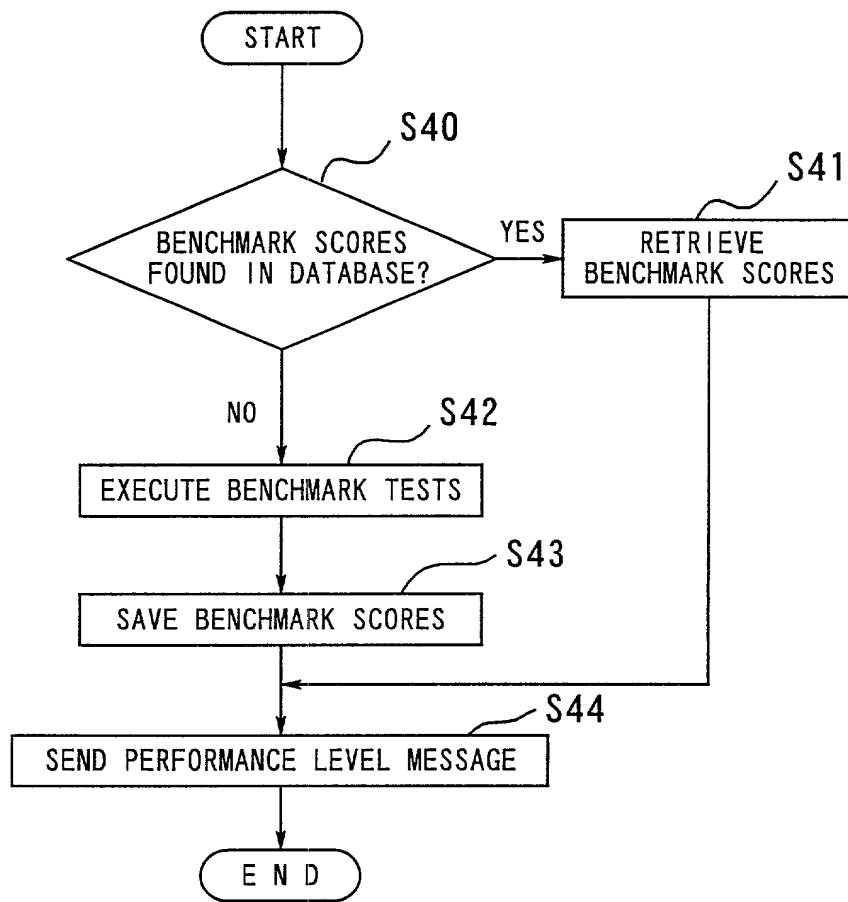 START
S40
BENCHMARK SCORES
FOUND IN DATABASE?
YES
S41
RETRIEVE
BENCHMARK SCORES
NO
S42
EXECUTE BENCHMARK TESTS
S43
SAVE BENCHMARK SCORES
S44
SEND PERFORMANCE LEVEL MESSAGE
E N D